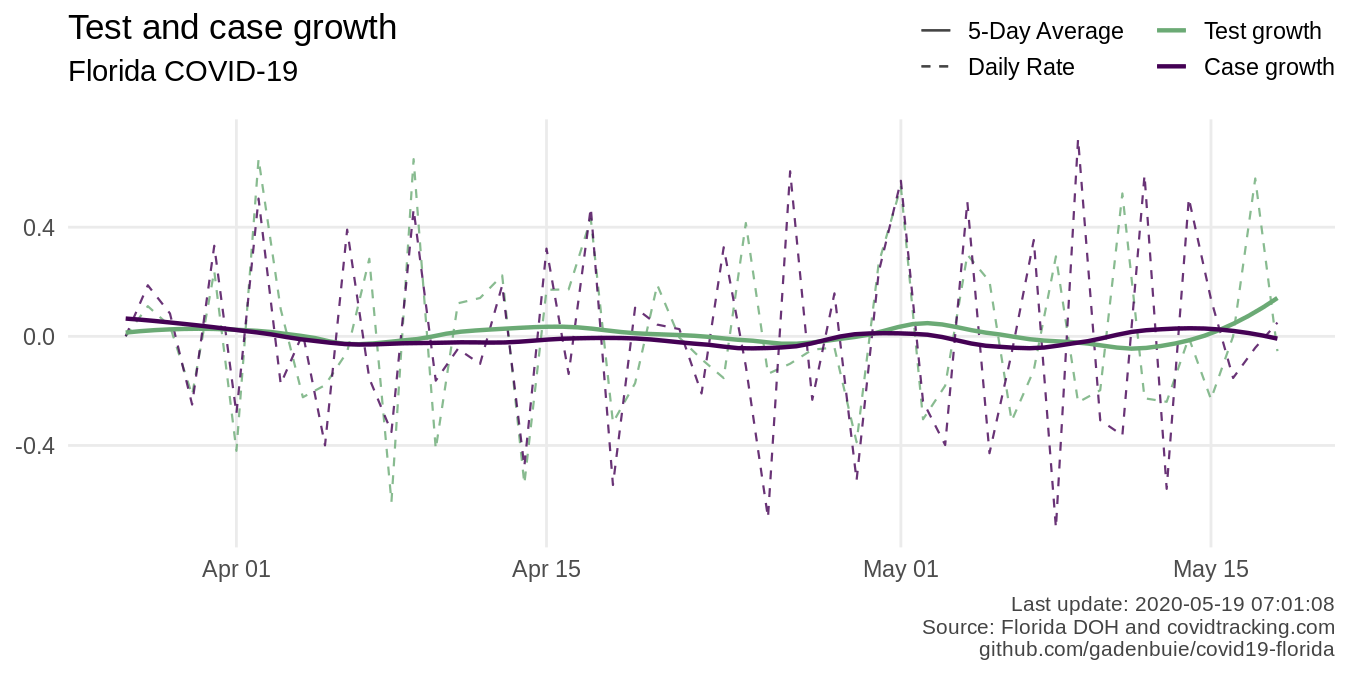 Test and case growth
Florida COVID-19
5-Day Average
Test growth
Daily Rate
Case growth
0.4
0.0
-0.4
Apr 01
Apr 15
May 01
May 15
Last update: 2020-05-19 07:01:08
Source: Florida DOH and covidtracking.com
github.com/gadenbuie/covid19-florida